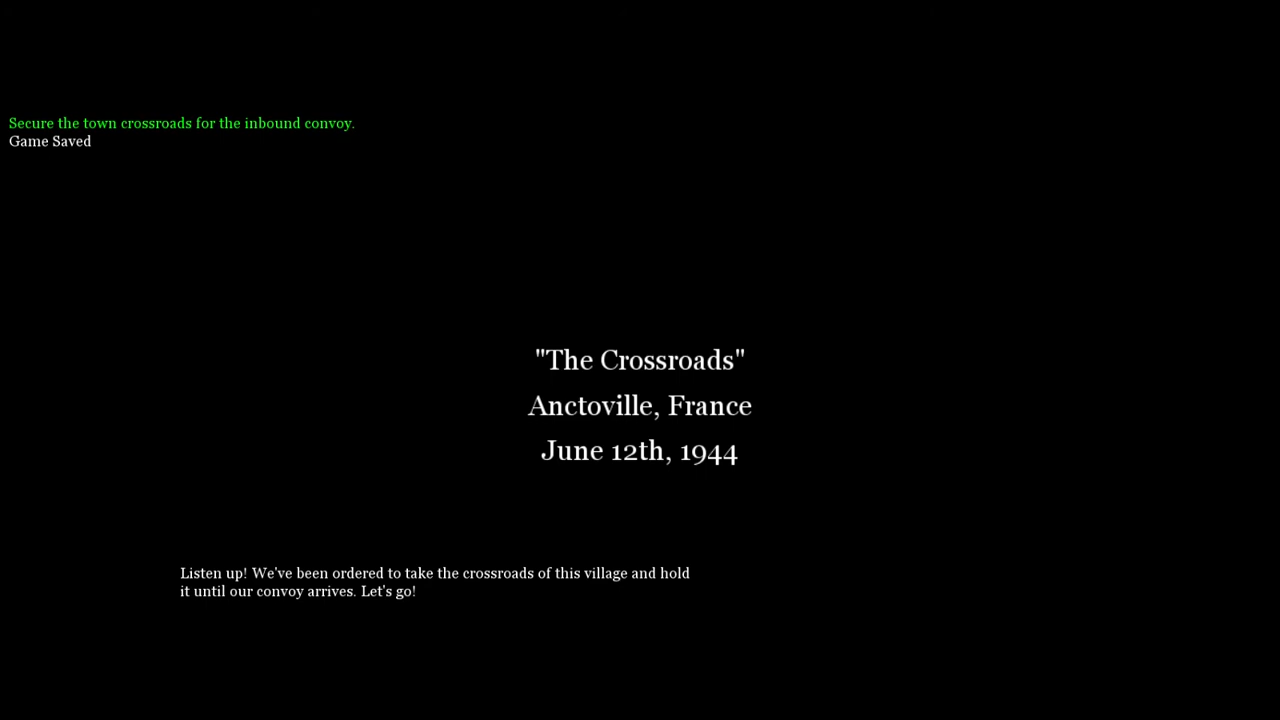 Secure the town crossroads for the inbound convoy.
Game Saved
"The Crossroads"
Anctoville, France
June 12th, 1944
Listen up! We've been ordered to take the crossroads of this village and hold
it until our convoy arrives. Let's go!